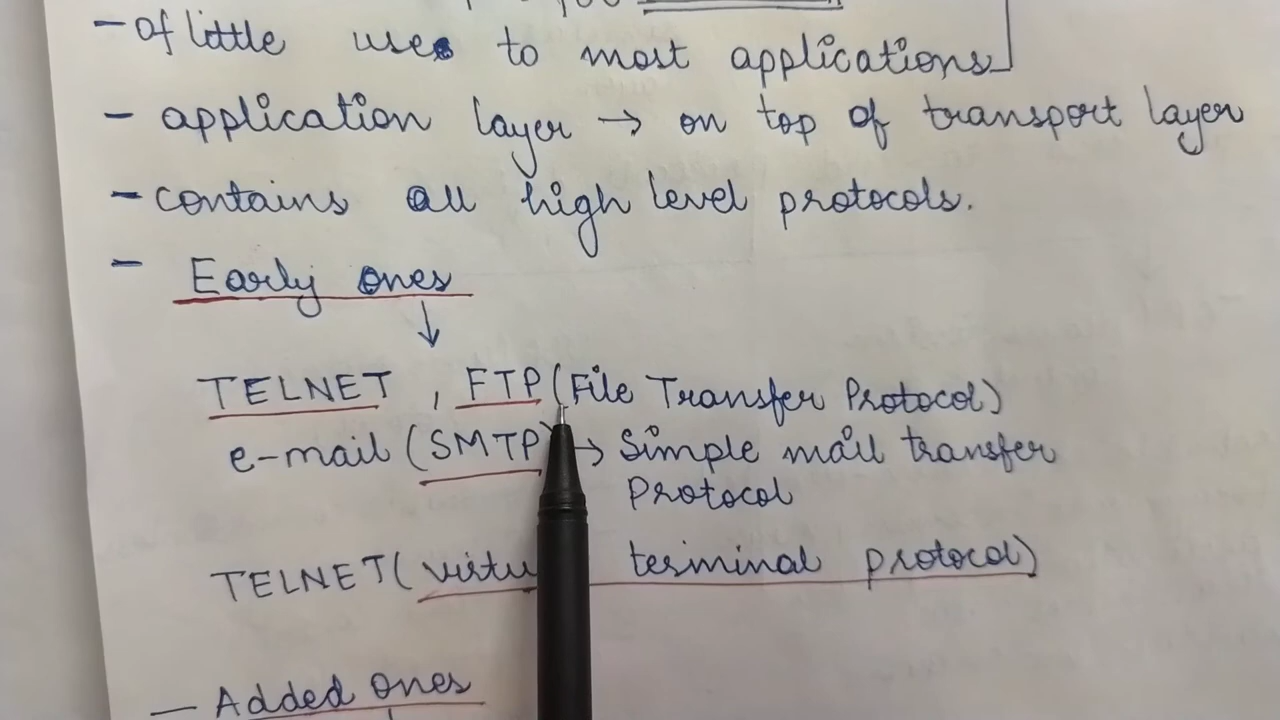 - of little uses to most applications
- application layer → on top of transport layer
- contains all high level protocols.
- Early ones
↓
TELNET , FTP (File Transfer Protocol)
e-mail (SMTP) → Simple mail transfer
Protocol
TELNET ( terminal protocol)
— Added ones